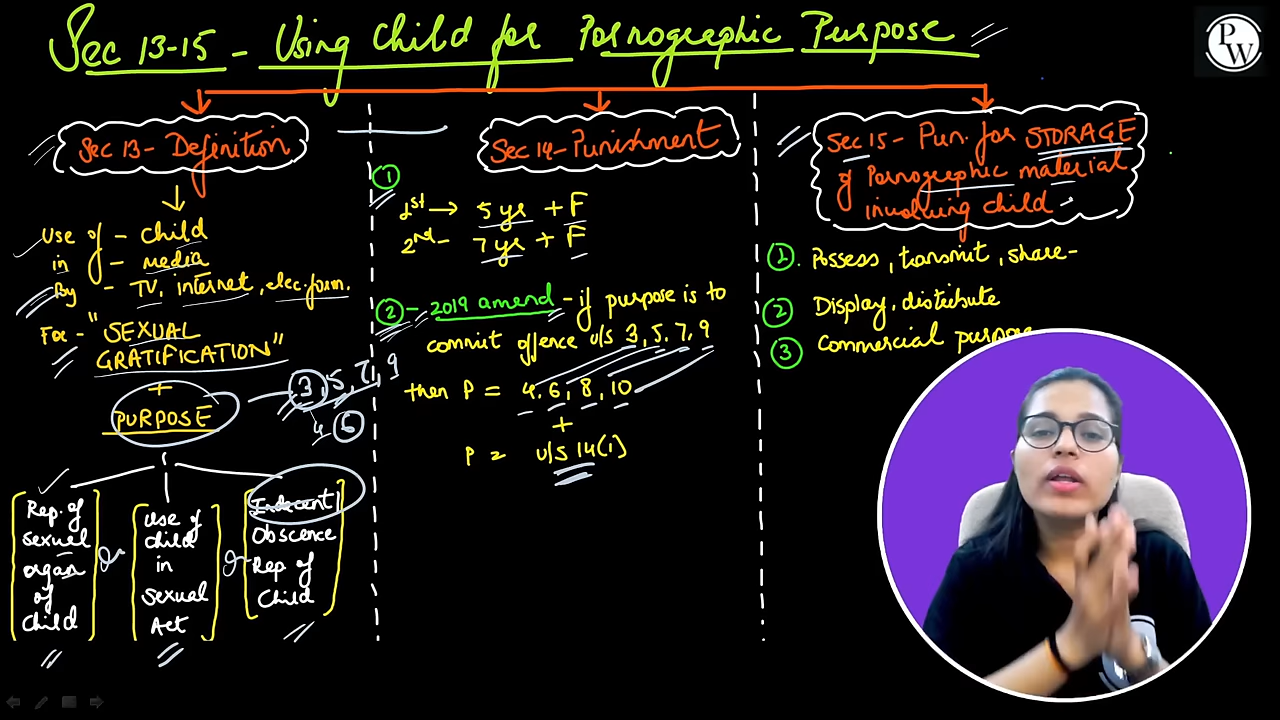 Sec 13-15 - Using Child for Pornographic Purpose
PW
Sec 13 - Definition
Use of - child
in - media
By - TV, internet, elec. form.
For - "SEXUAL
GRATIFICATION"
+
PURPOSE
3, 5, 7, 9
4 6
Rep. of
sexual
organ
of
child
or
Use of
child
in
sexual
Act
or
Indecent/
Obscence
Rep of
Child
Sec 14 - Punishment
1
1st → 5 yr + F
2nd - 7 yr + F
2 - 2019 amend - if purpose is to
commit offence u/s 3, 5, 7, 9
then P = 4, 6, 8, 10
+
P = u/s 14(1)
Sec 15 - Pun. for STORAGE
of Pornographic material
involving child
1. Possess, transmit, share -
2 Display, distribute
3 Commercial purpose